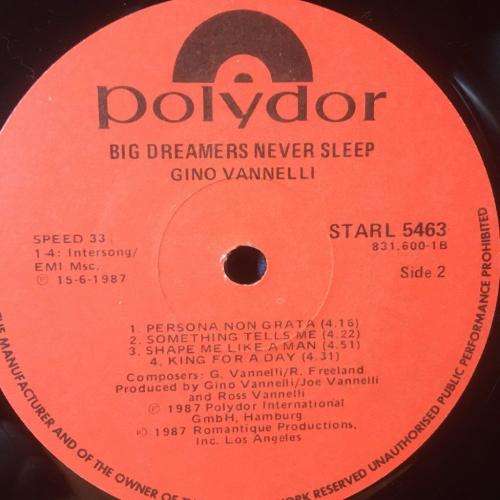 polydor
BIG DREAMERS NEVER SLEEP
GINO VANNELLI
SPEED 33
1-4: Intersong/
EMI Msc.
℗ 15-6-1987
STARL 5463
831.600-1B
Side 2
1. PERSONA NON GRATA (4.16)
2. SOMETHING TELLS ME (4.22)
3. SHAPE ME LIKE A MAN (4.51)
4. KING FOR A DAY (4.31)
Composers: G. Vannelli/R. Freeland
Produced by Gino Vannelli/Joe Vannelli
and Ross Vannelli
℗ 1987 Polydor International
GmbH, Hamburg
© 1987 Romantique Productions,
Inc. Los Angeles
THE MANUFACTURER AND OF THE OWNER OF THE WORK REPRODUCED UNAUTHORISED PUBLIC PERFORMANCE PROHIBITED